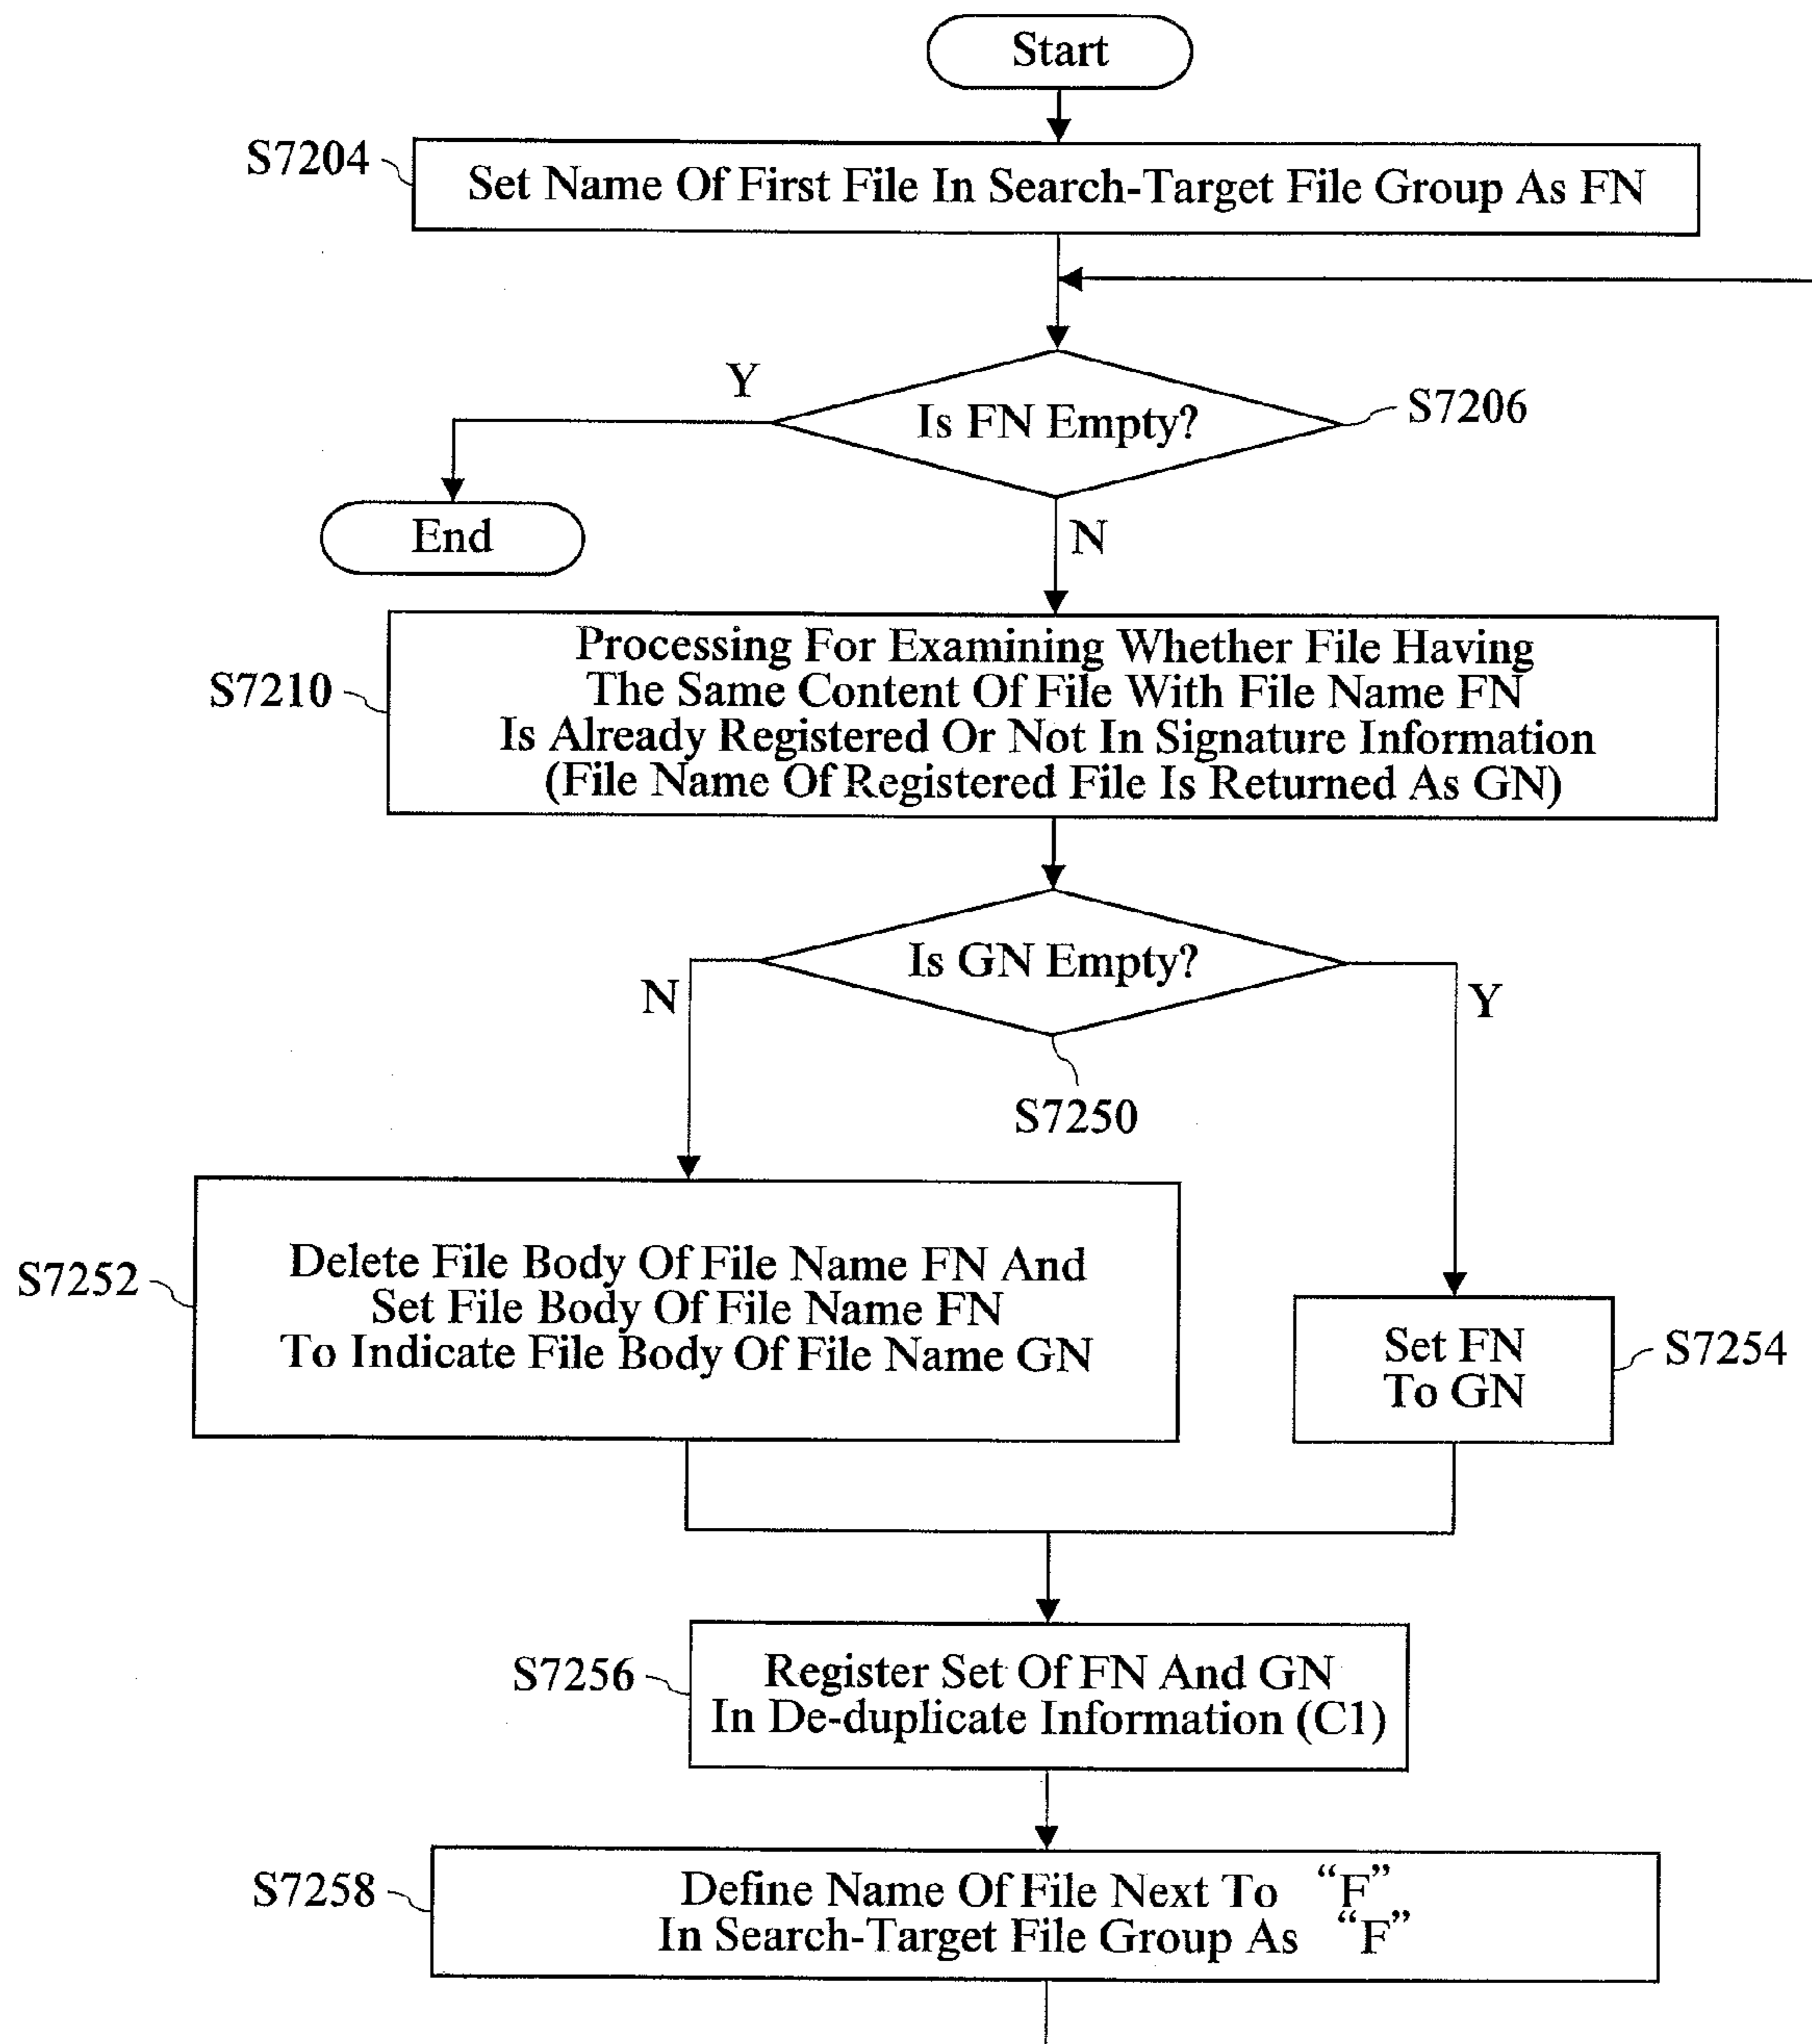 Start
S7204
Set Name Of First File In Search-Target File Group As FN
Y
Is FN Empty?
S7206
End
N
S7210
Processing For Examining Whether File Having
The Same Content Of File With File Name FN
Is Already Registered Or Not In Signature Information
(File Name Of Registered File Is Returned As GN)
Is GN Empty?
N
Y
S7250
S7252
Delete File Body Of File Name FN And
Set File Body Of File Name FN
To Indicate File Body Of File Name GN
Set FN
To GN
S7254
S7256
Register Set Of FN And GN
In De-duplicate Information (C1)
S7258
Define Name Of File Next To “F”
In Search-Target File Group As “F”